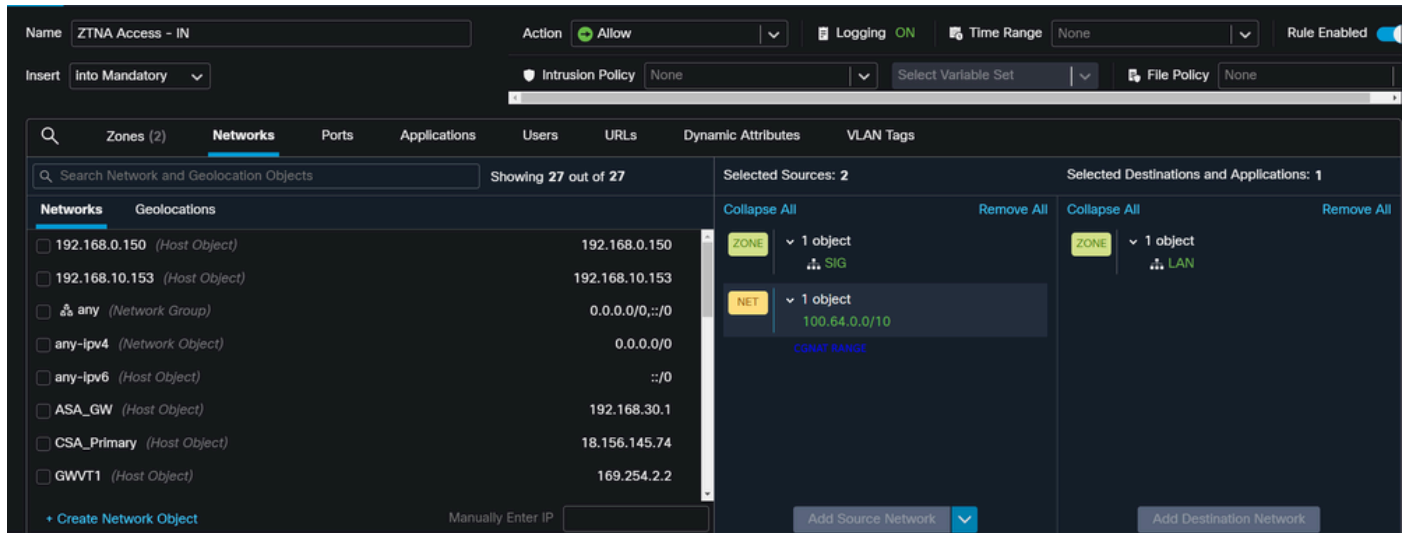 Name ZTNA Access - IN Action Allow Logging ON Time Range None Rule Enabled
Insert into Mandatory Intrusion Policy None Select Variable Set File Policy None
Zones (2) Networks Ports Applications Users URLs Dynamic Attributes VLAN Tags
Search Network and Geolocation Objects Showing 27 out of 27 Selected Sources: 2 Selected Destinations and Applications: 1
Networks Geolocations Collapse All Remove All Collapse All Remove All
192.168.0.150 (Host Object) 192.168.0.150 ZONE 1 object ZONE 1 object
SIG LAN
192.168.10.153 (Host Object) 192.168.10.153
any (Network Group) 0.0.0.0/0,::/0 NET 1 object
100.64.0.0/10
any-ipv4 (Network Object) 0.0.0.0/0
CGNAT RANGE
any-ipv6 (Host Object) ::/0
ASA_GW (Host Object) 192.168.30.1
CSA_Primary (Host Object) 18.156.145.74
GWVT1 (Host Object) 169.254.2.2
+ Create Network Object Manually Enter IP Add Source Network Add Destination Network